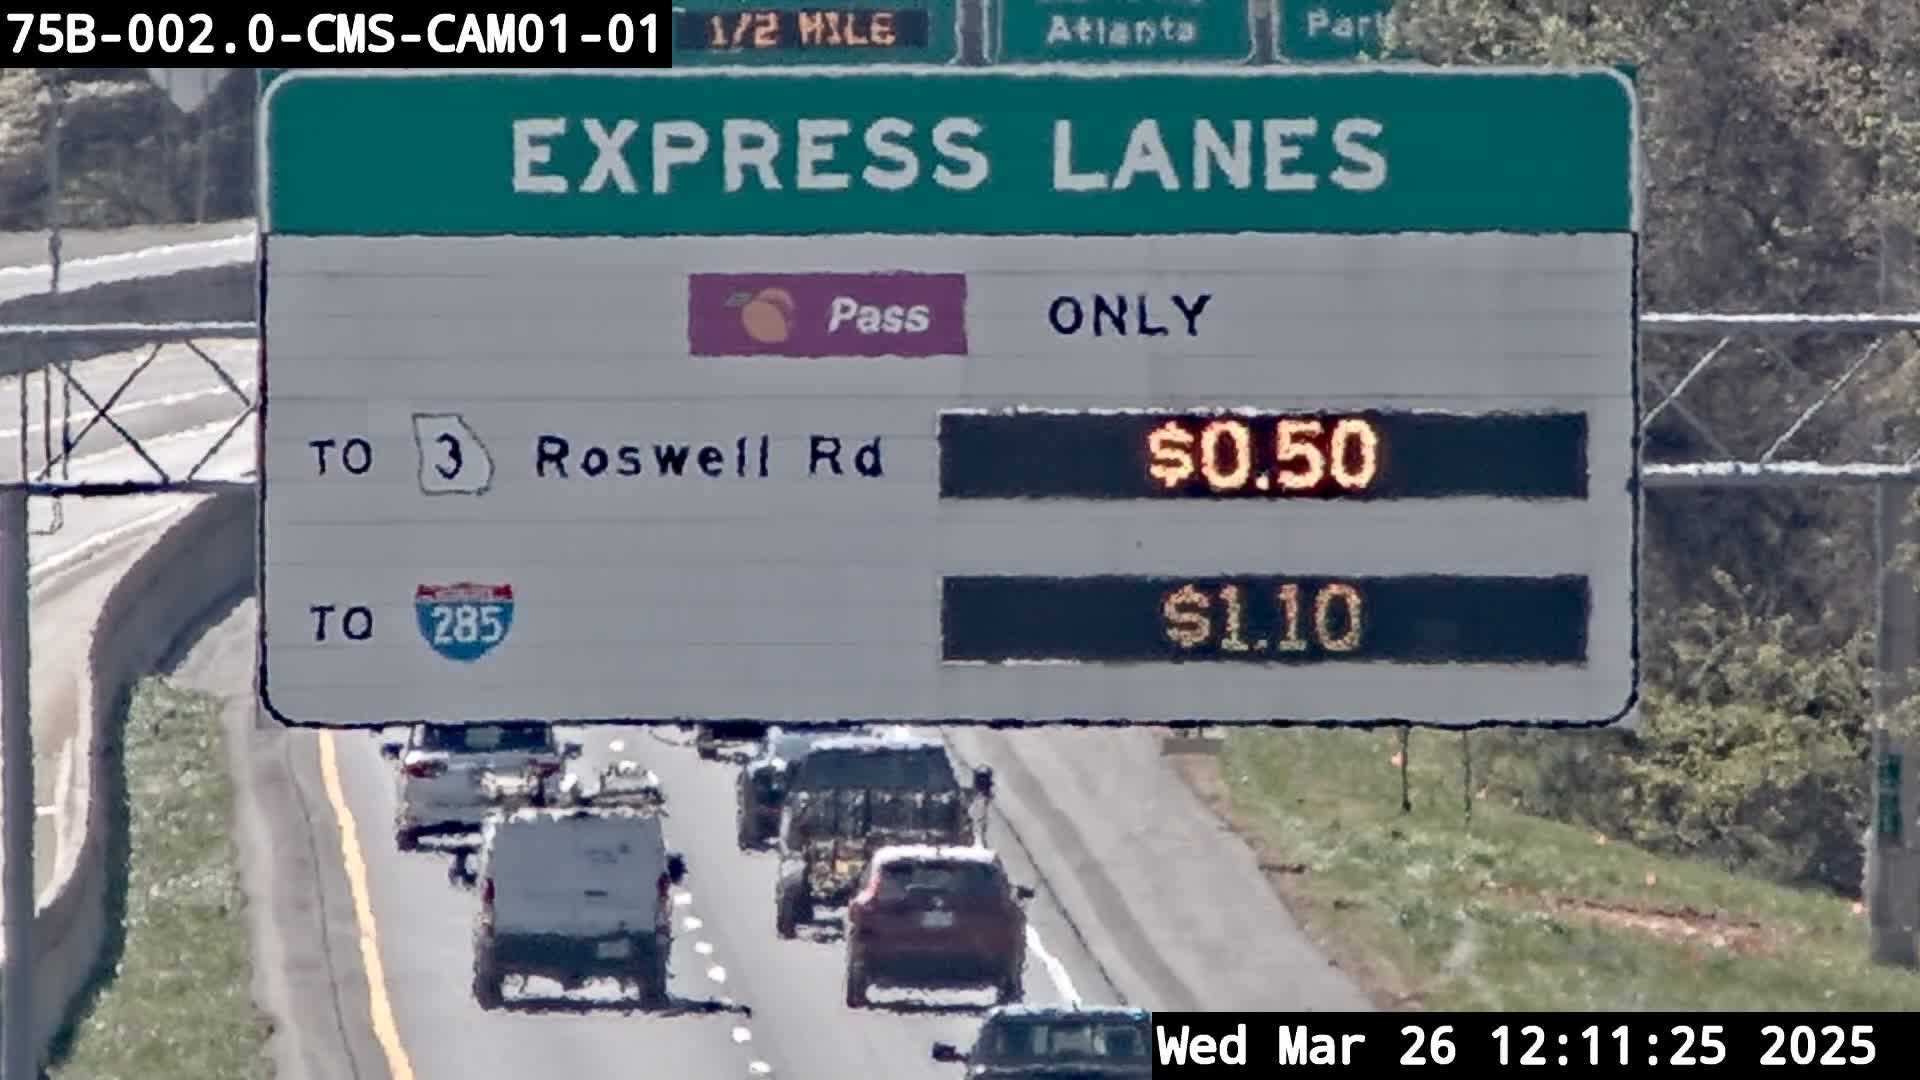 75B-002.0-CMS-CAM01-01
1/2 MILE
Atlanta
EXPRESS LANES
Pass ONLY
TO 3 Roswell Rd $0.50
TO 285 $1.10
Wed Mar 26 12:11:25 2025